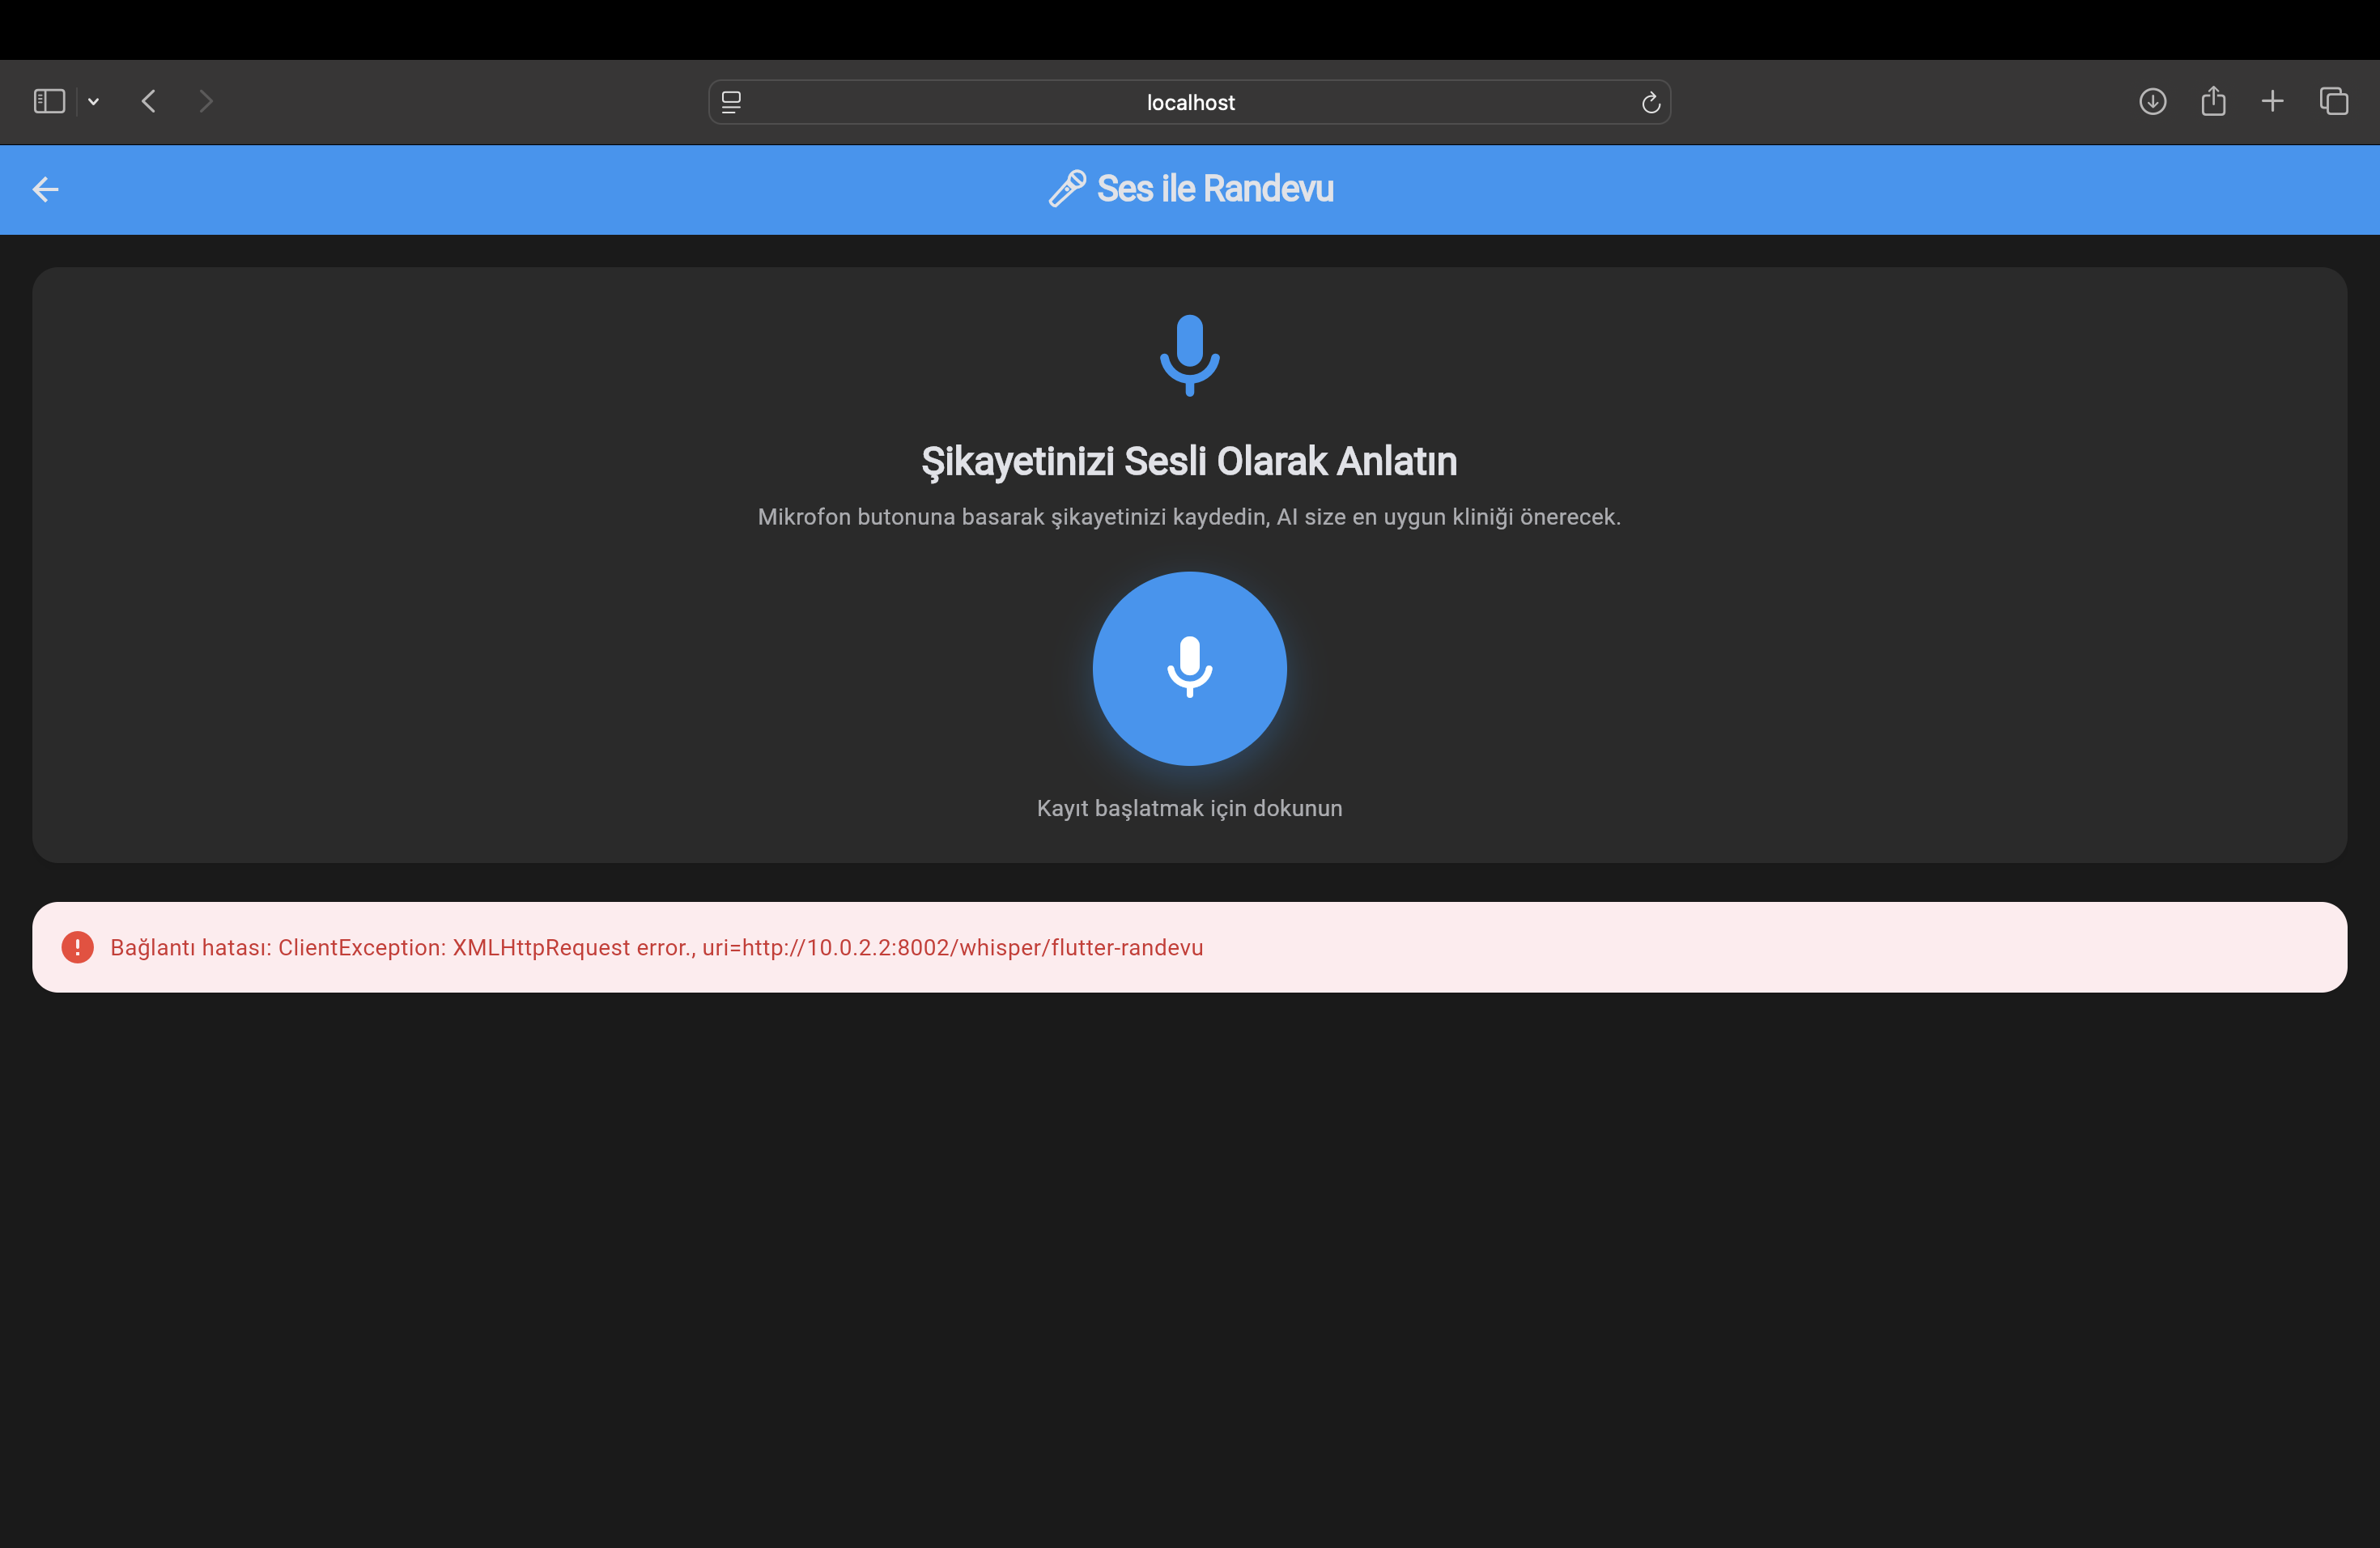 localhost
Ses ile Randevu
Şikayetinizi Sesli Olarak Anlatın
Mikrofon butonuna basarak şikayetinizi kaydedin, AI size en uygun kliniği önerecek.
Kayıt başlatmak için dokunun
Bağlantı hatası: ClientException: XMLHttpRequest error., uri=http://10.0.2.2:8002/whisper/flutter-randevu